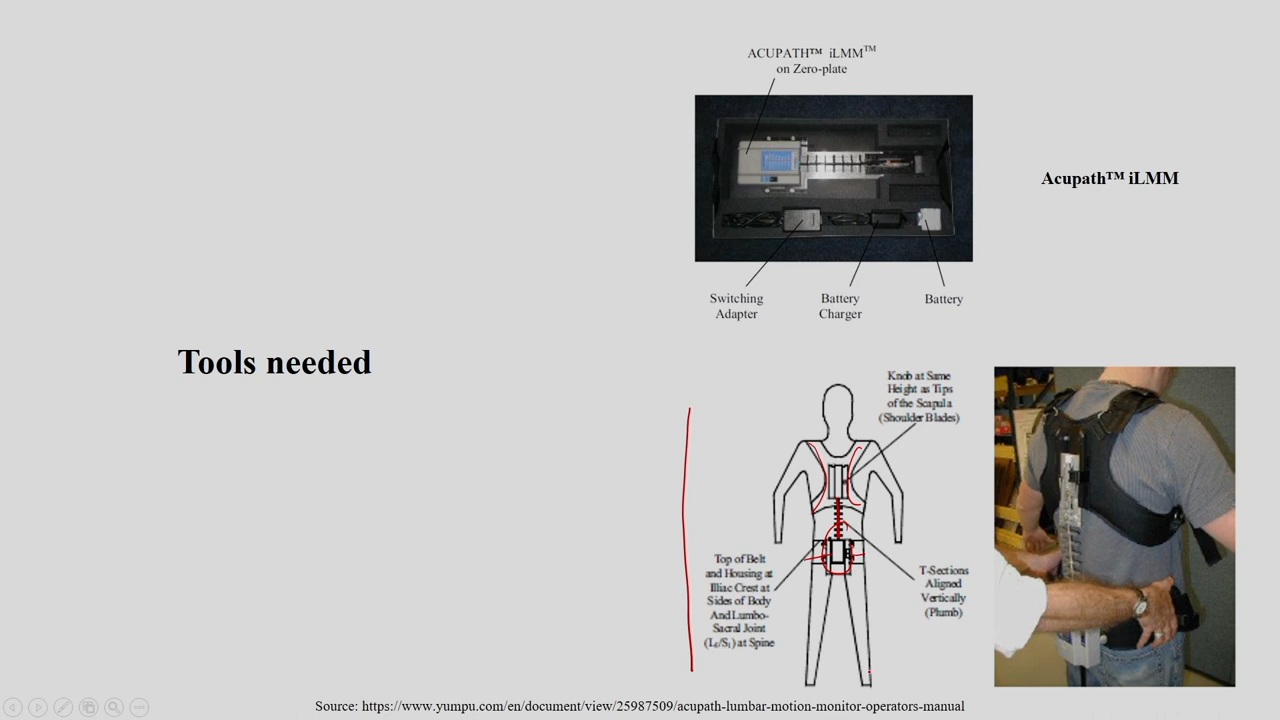 ACUPATH™ iLMM™
on Zero-plate
Acupath™ iLMM
Switching
Adapter
Battery
Charger
Battery
Tools needed
Knob at Same
Height as Tips
of the Scapula
(Shoulder Blades)
Top of Belt
and Housing at
Illiac Crest at
Sides of Body
And Lumbo-
Sacral Joint
(L₅/S₁) at Spine
T-Sections
Aligned
Vertically
(Plumb)
Source: https://www.yumpu.com/en/document/view/25987509/acupath-lumbar-motion-monitor-operators-manual